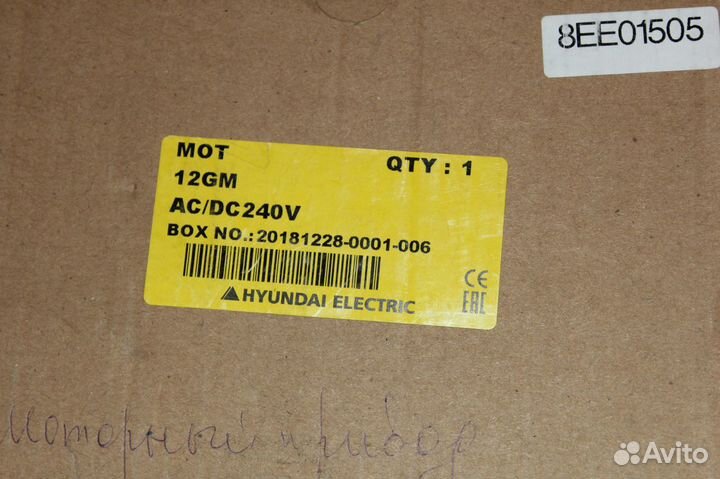 8EE01505
MOT QTY : 1
12GM
AC/DC240V
BOX NO.:20181228-0001-006
CE
HYUNDAI ELECTRIC EAC
моторный прибор
Avito